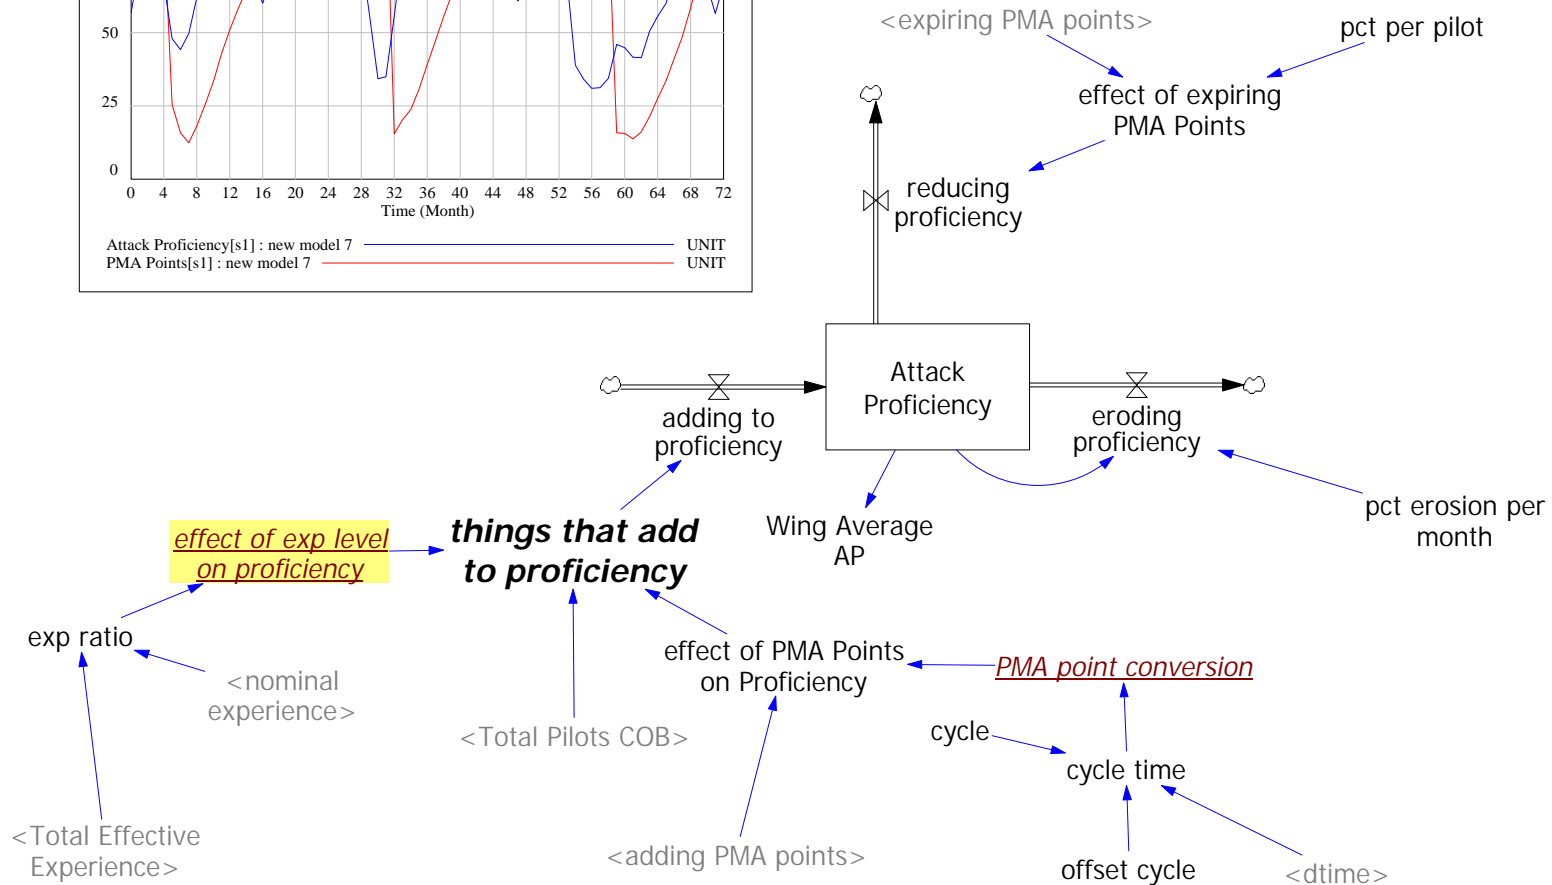 50
25
0
0 4 8 12 16 20 24 28 32 36 40 44 48 52 56 60 64 68 72
Time (Month)
Attack Proficiency[s1] : new model 7 UNIT
PMA Points[s1] : new model 7 UNIT
<expiring PMA points>
pct per pilot
effect of expiring
PMA Points
reducing
proficiency
Attack
Proficiency
adding to
proficiency
eroding
proficiency
pct erosion per
month
Wing Average
AP
effect of exp level
on proficiency
things that add
to proficiency
exp ratio
<nominal
experience>
effect of PMA Points
on Proficiency
PMA point conversion
<Total Pilots COB>
cycle
cycle time
<Total Effective
Experience>
<adding PMA points>
offset cycle
<dtime>